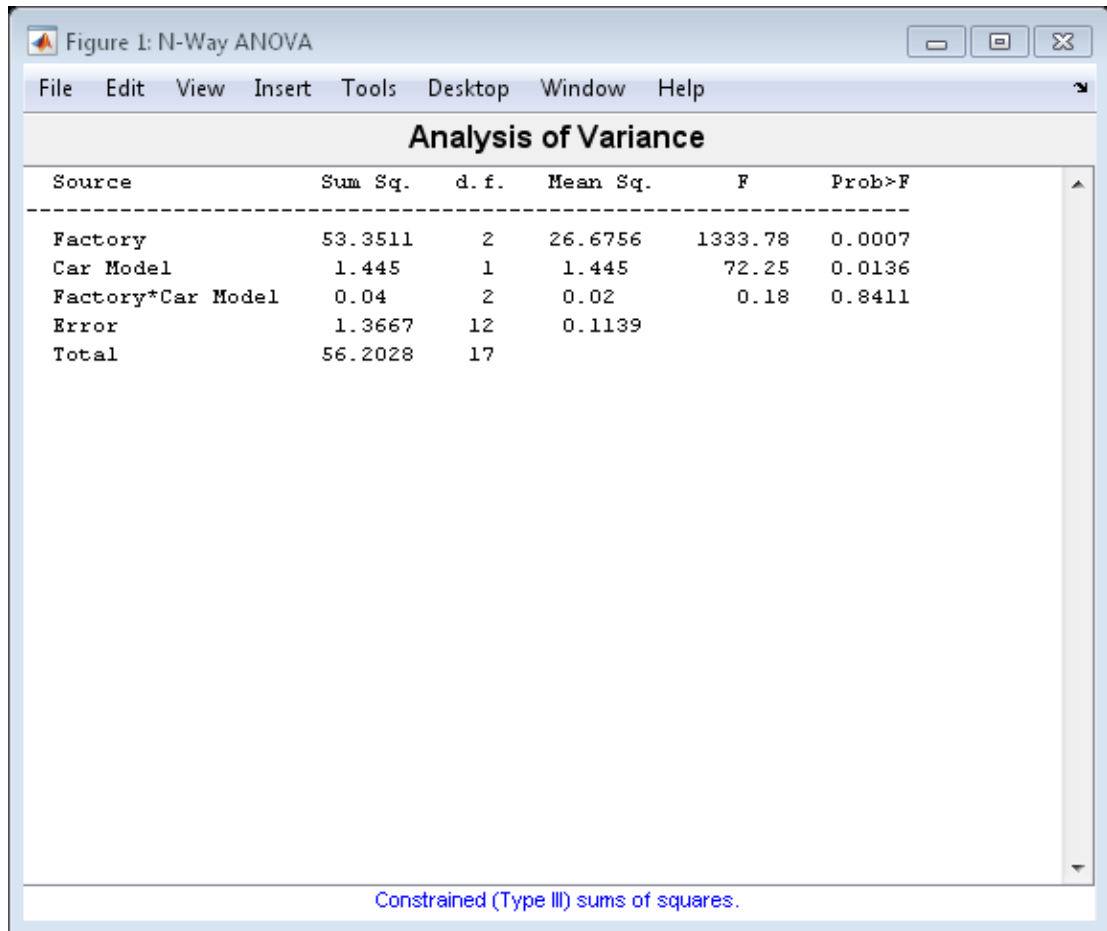 Figure 1: N-Way ANOVA
File Edit View Insert Tools Desktop Window Help
Analysis of Variance
Source Sum Sq. d.f. Mean Sq. F Prob>F
Factory 53.3511 2 26.6756 1333.78 0.0007
Car Model 1.445 1 1.445 72.25 0.0136
Factory*Car Model 0.04 2 0.02 0.18 0.8411
Error 1.3667 12 0.1139
Total 56.2028 17
Constrained (Type III) sums of squares.